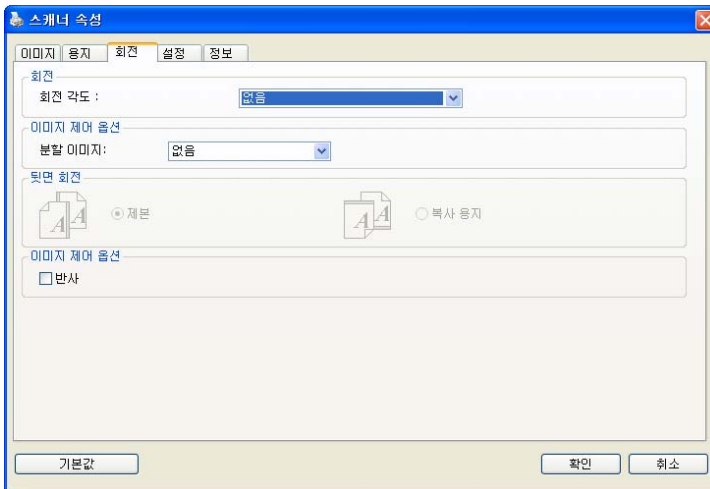 스캐너 속성
이미지 용지 회전 설정 정보
회전
회전 각도 : 없음
이미지 제어 옵션
분할 이미지: 없음
뒷면 회전
A A 제본 A A 복사 용지
이미지 제어 옵션
반사
기본값 확인 취소